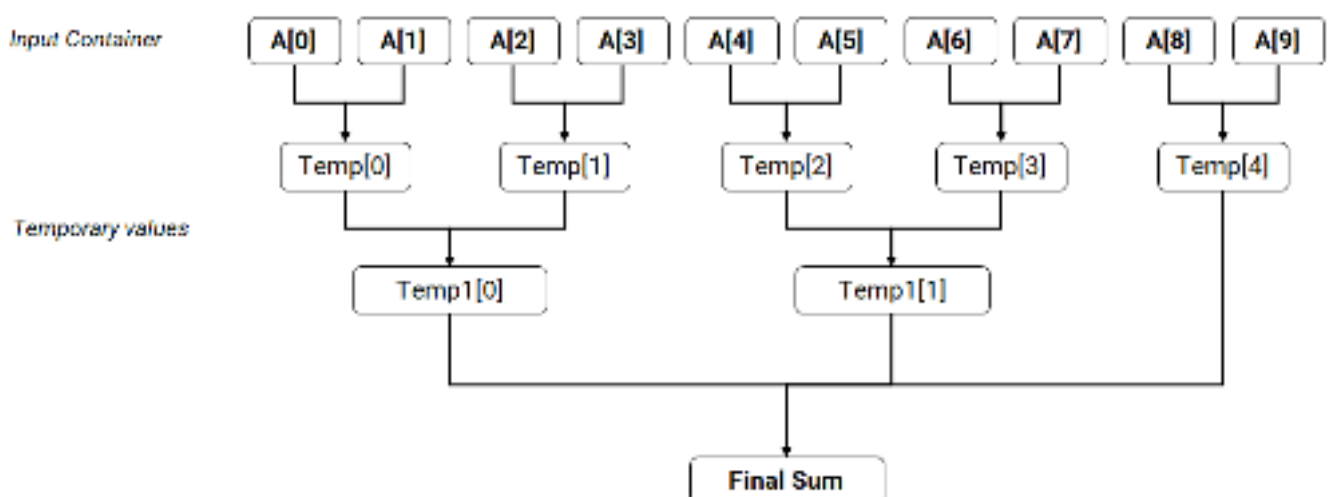 Input Container A[0] A[1] A[2] A[3] A[4] A[5] A[6] A[7] A[8] A[9]
Temp[0] Temp[1] Temp[2] Temp[3] Temp[4]
Temporary values
Temp1[0] Temp1[1]
Final Sum